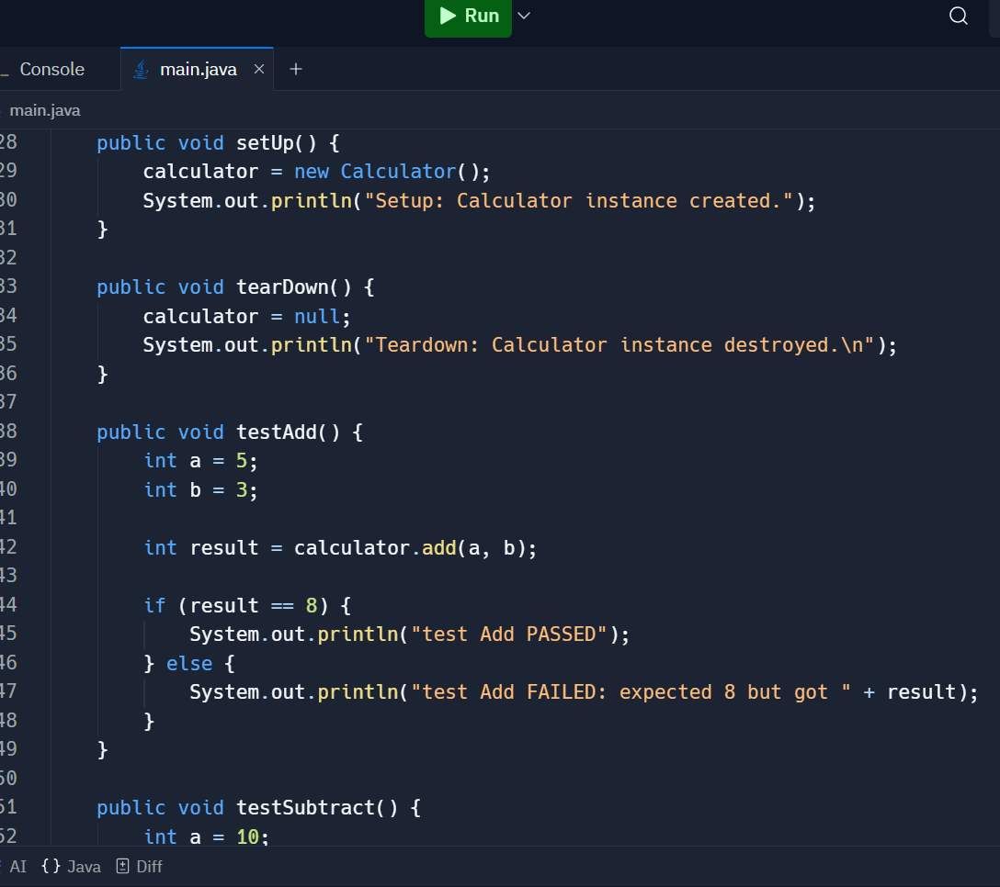 Run
Console
main.java
main.java
28 public void setUp() {
29 calculator = new Calculator();
30 System.out.println("Setup: Calculator instance created.");
31 }
32
33 public void tearDown() {
34 calculator = null;
35 System.out.println("Teardown: Calculator instance destroyed.\n");
36 }
37
38 public void testAdd() {
39 int a = 5;
40 int b = 3;
41
42 int result = calculator.add(a, b);
43
44 if (result == 8) {
45 System.out.println("test Add PASSED");
46 } else {
47 System.out.println("test Add FAILED: expected 8 but got " + result);
48 }
49 }
50
51 public void testSubtract() {
52 int a = 10;
AI {} Java Diff